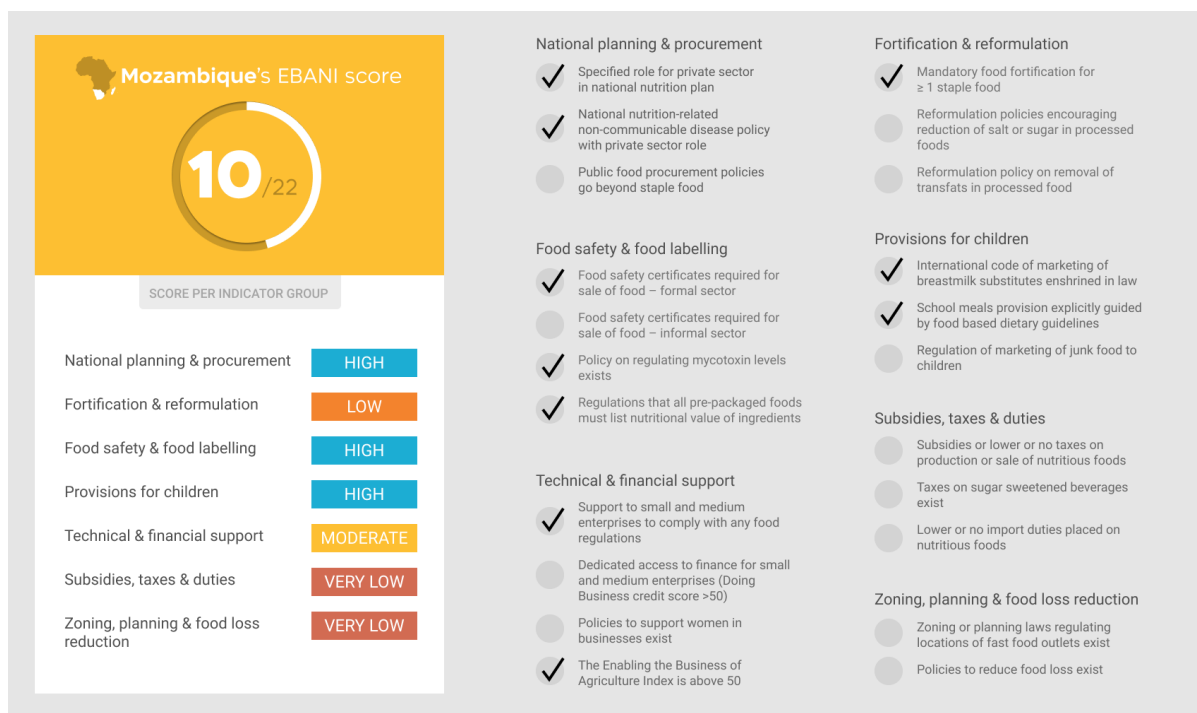 Mozambique's EBANI score
10/22
SCORE PER INDICATOR GROUP
National planning & procurement
HIGH
Fortification & reformulation
LOW
Food safety & food labelling
HIGH
Provisions for children
HIGH
Technical & financial support
MODERATE
Subsidies, taxes & duties
VERY LOW
Zoning, planning & food loss
reduction
VERY LOW
National planning & procurement
Specified role for private sector
in national nutrition plan
National nutrition-related
non-communicable disease policy
with private sector role
Public food procurement policies
go beyond staple food
Food safety & food labelling
Food safety certificates required for
sale of food – formal sector
Food safety certificates required for
sale of food – informal sector
Policy on regulating mycotoxin levels
exists
Regulations that all pre-packaged foods
must list nutritional value of ingredients
Technical & financial support
Support to small and medium
enterprises to comply with any food
regulations
Dedicated access to finance for small
and medium enterprises (Doing
Business credit score >50)
Policies to support women in
businesses exist
The Enabling the Business of
Agriculture Index is above 50
Fortification & reformulation
Mandatory food fortification for
≥ 1 staple food
Reformulation policies encouraging
reduction of salt or sugar in processed
foods
Reformulation policy on removal of
transfats in processed food
Provisions for children
International code of marketing of
breastmilk substitutes enshrined in law
School meals provision explicitly guided
by food based dietary guidelines
Regulation of marketing of junk food to
children
Subsidies, taxes & duties
Subsidies or lower or no taxes on
production or sale of nutritious foods
Taxes on sugar sweetened beverages
exist
Lower or no import duties placed on
nutritious foods
Zoning, planning & food loss reduction
Zoning or planning laws regulating
locations of fast food outlets exist
Policies to reduce food loss exist